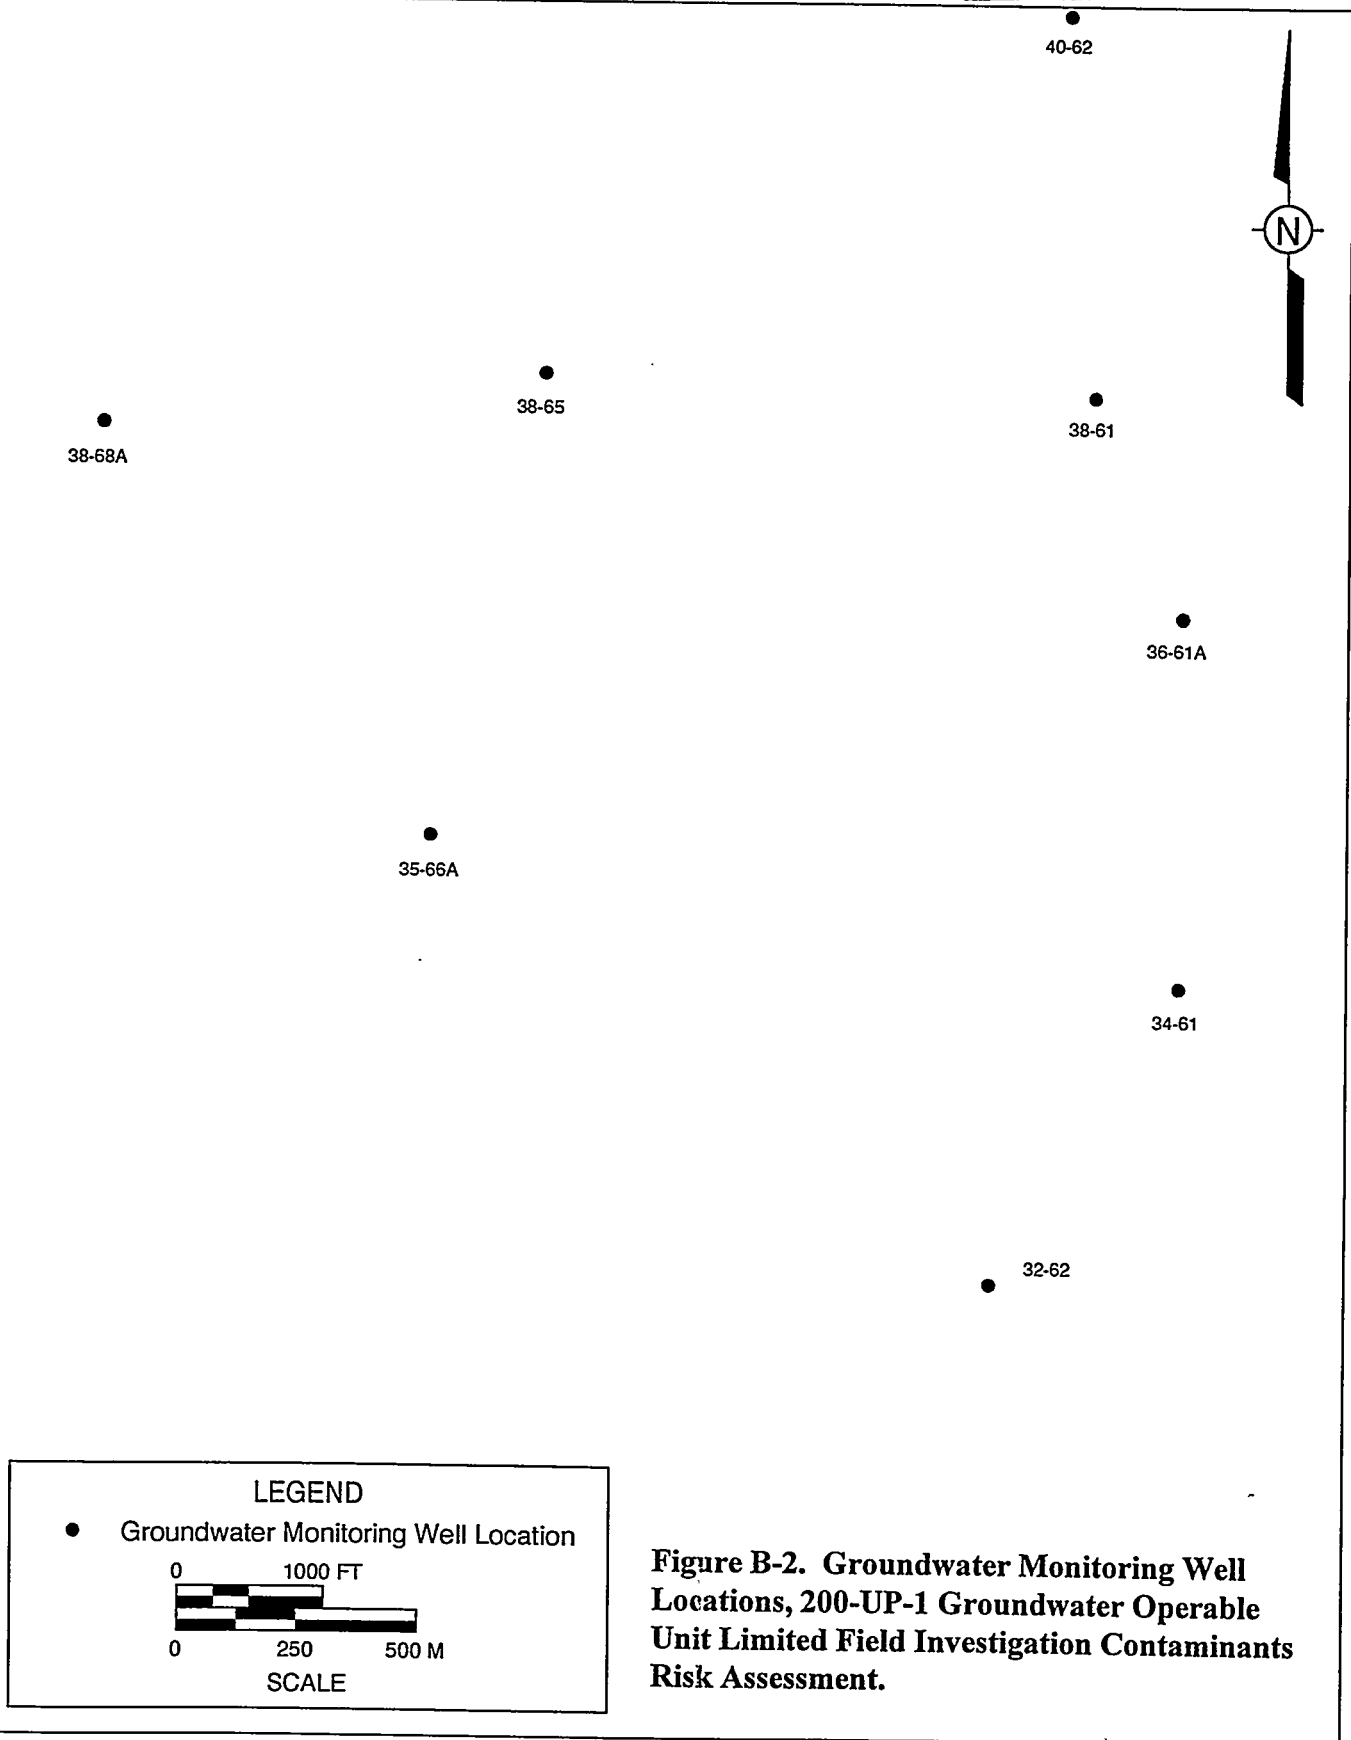 40-62
N
38-65
38-61
38-68A
36-61A
35-66A
34-61
32-62
LEGEND
Groundwater Monitoring Well Location
0 1000 FT
0 250 500 M
SCALE
Figure B-2. Groundwater Monitoring Well
Locations, 200-UP-1 Groundwater Operable
Unit Limited Field Investigation Contaminants
Risk Assessment.